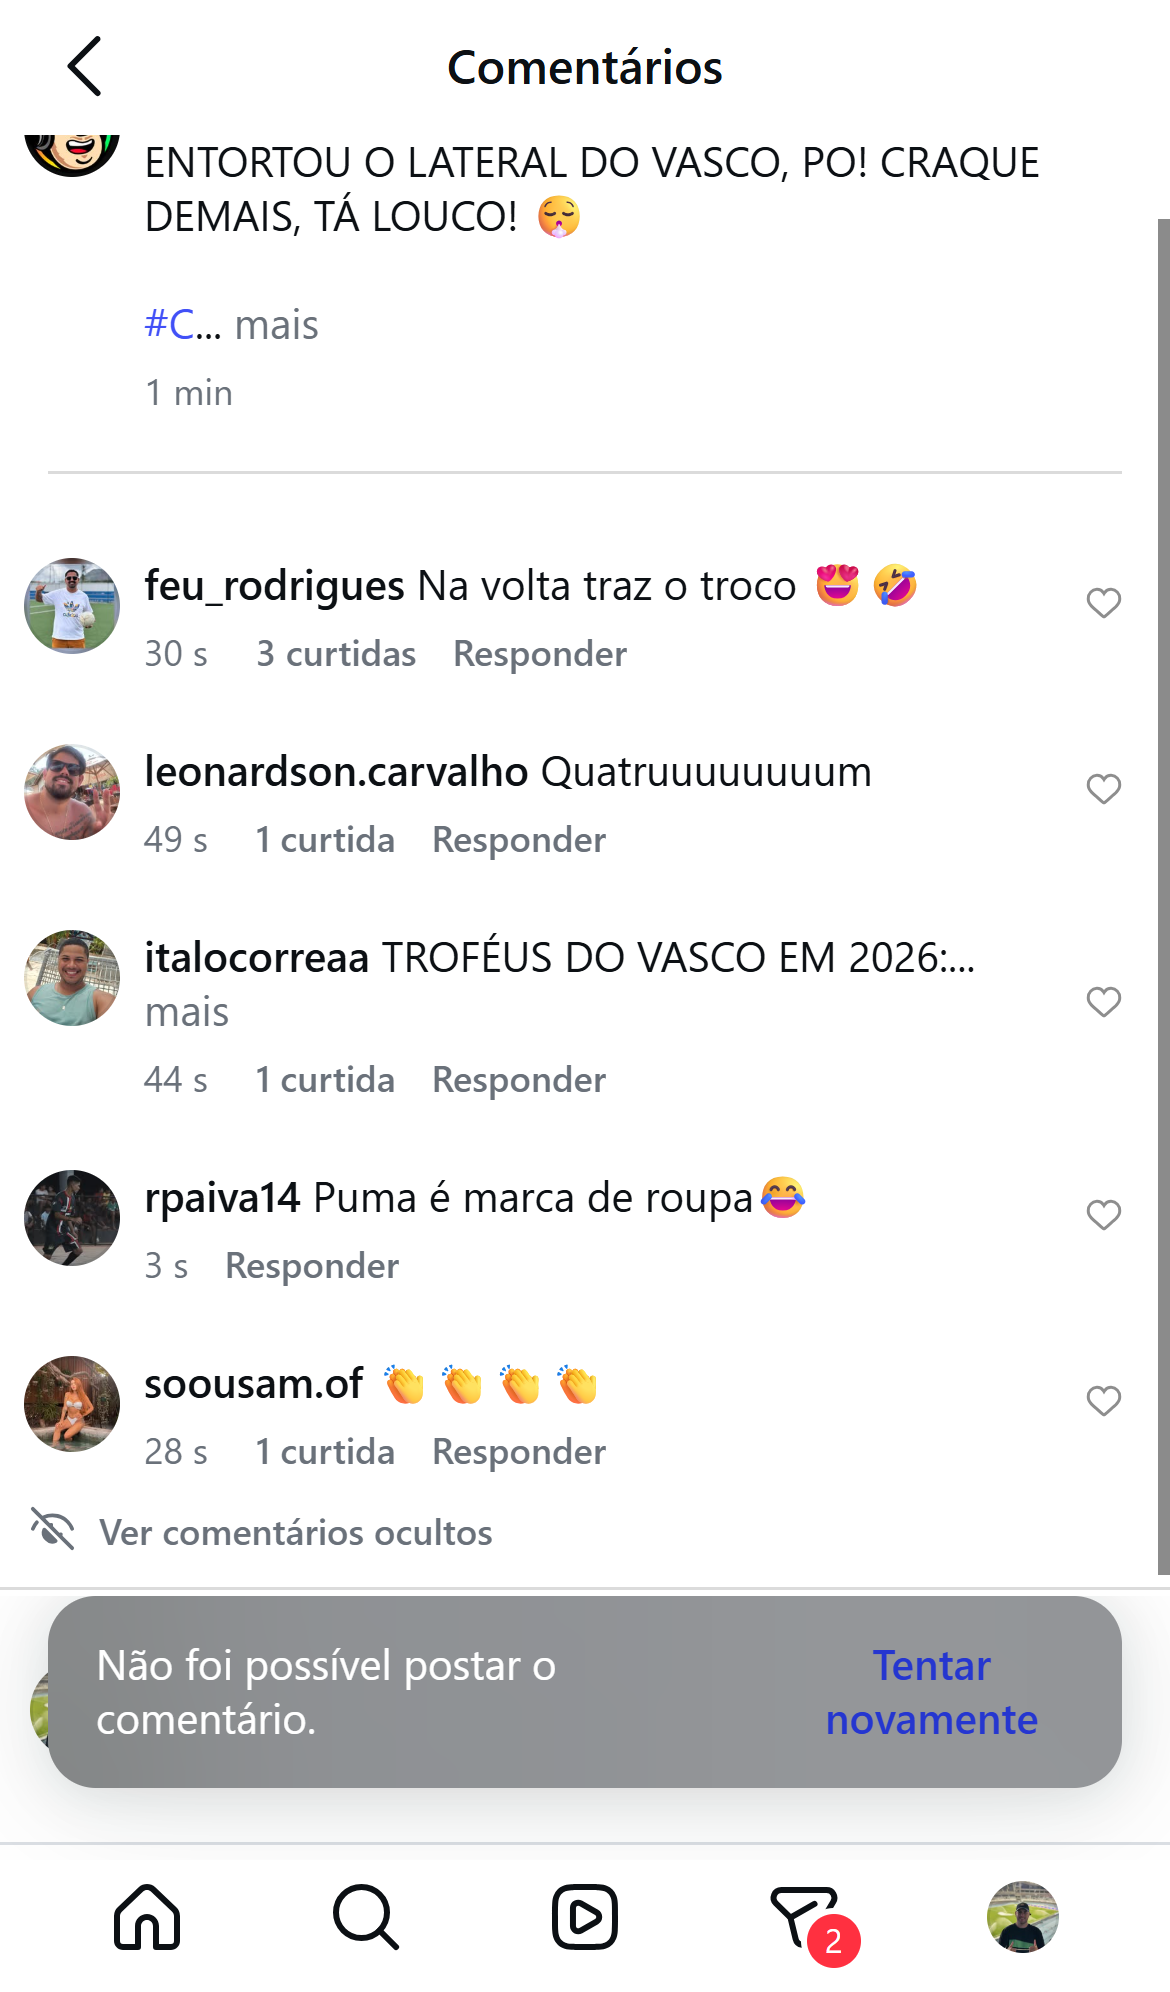 Comentários
ENTORTOU O LATERAL DO VASCO, PO! CRAQUE
DEMAIS, TÁ LOUCO! 😮‍💨
#C... mais
1 min
feu_rodrigues Na volta traz o troco 😍🤣
30 s 3 curtidas Responder
leonardson.carvalho Quatruuuuuuuum
49 s 1 curtida Responder
italocorreaa TROFÉUS DO VASCO EM 2026:...
mais
44 s 1 curtida Responder
rpaiva14 Puma é marca de roupa😂
3 s Responder
soousam.of 👏👏👏👏
28 s 1 curtida Responder
Ver comentários ocultos
Não foi possível postar o
comentário.
Tentar
novamente
2